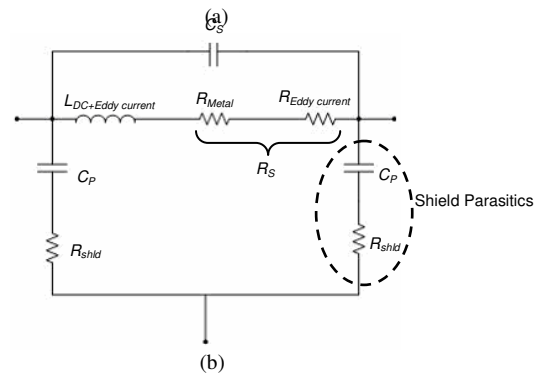 (a)
C_S
L_DC+Eddy current
R_Metal
R_Eddy current
R_S
C_P
C_P
Shield Parasitics
R_shld
R_shld
(b)